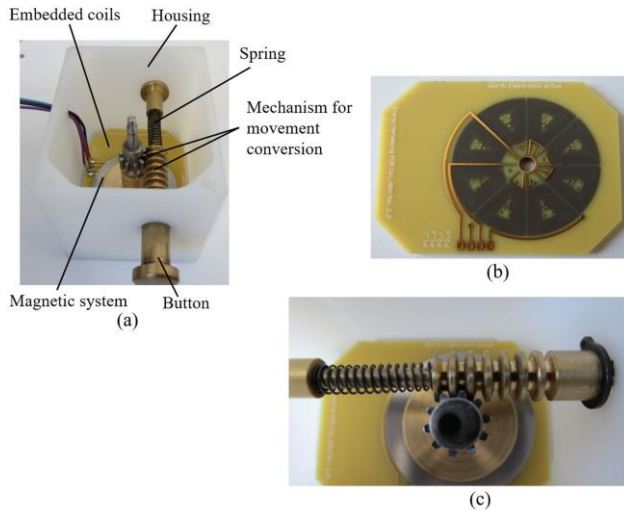 Embedded coils
Housing
Spring
Mechanism for
movement
conversion
Magnetic system
Button
(a)
(b)
(c)